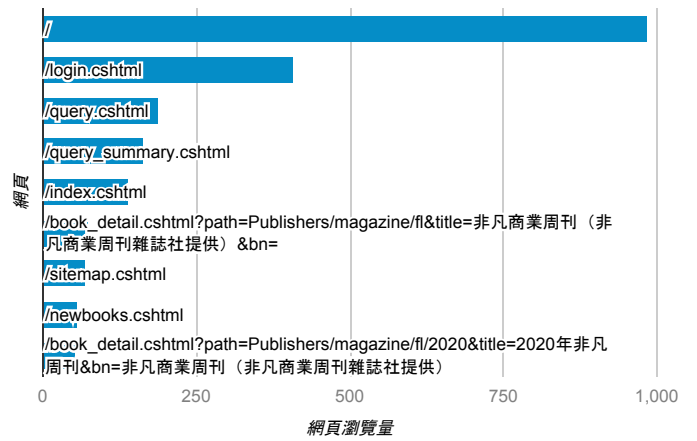 /
/login.cshtml
/query.cshtml
/query_summary.cshtml
/index.cshtml
/book_detail.cshtml?path=Publishers/magazine/fl&title=非凡商業周刊（非
凡商業周刊雜誌社提供）&bn=
/sitemap.cshtml
/newbooks.cshtml
/book_detail.cshtml?path=Publishers/magazine/fl/2020&title=2020年非凡
周刊&bn=非凡商業周刊（非凡商業周刊雜誌社提供）
網頁
0 250 500 750 1,000
網頁瀏覽量